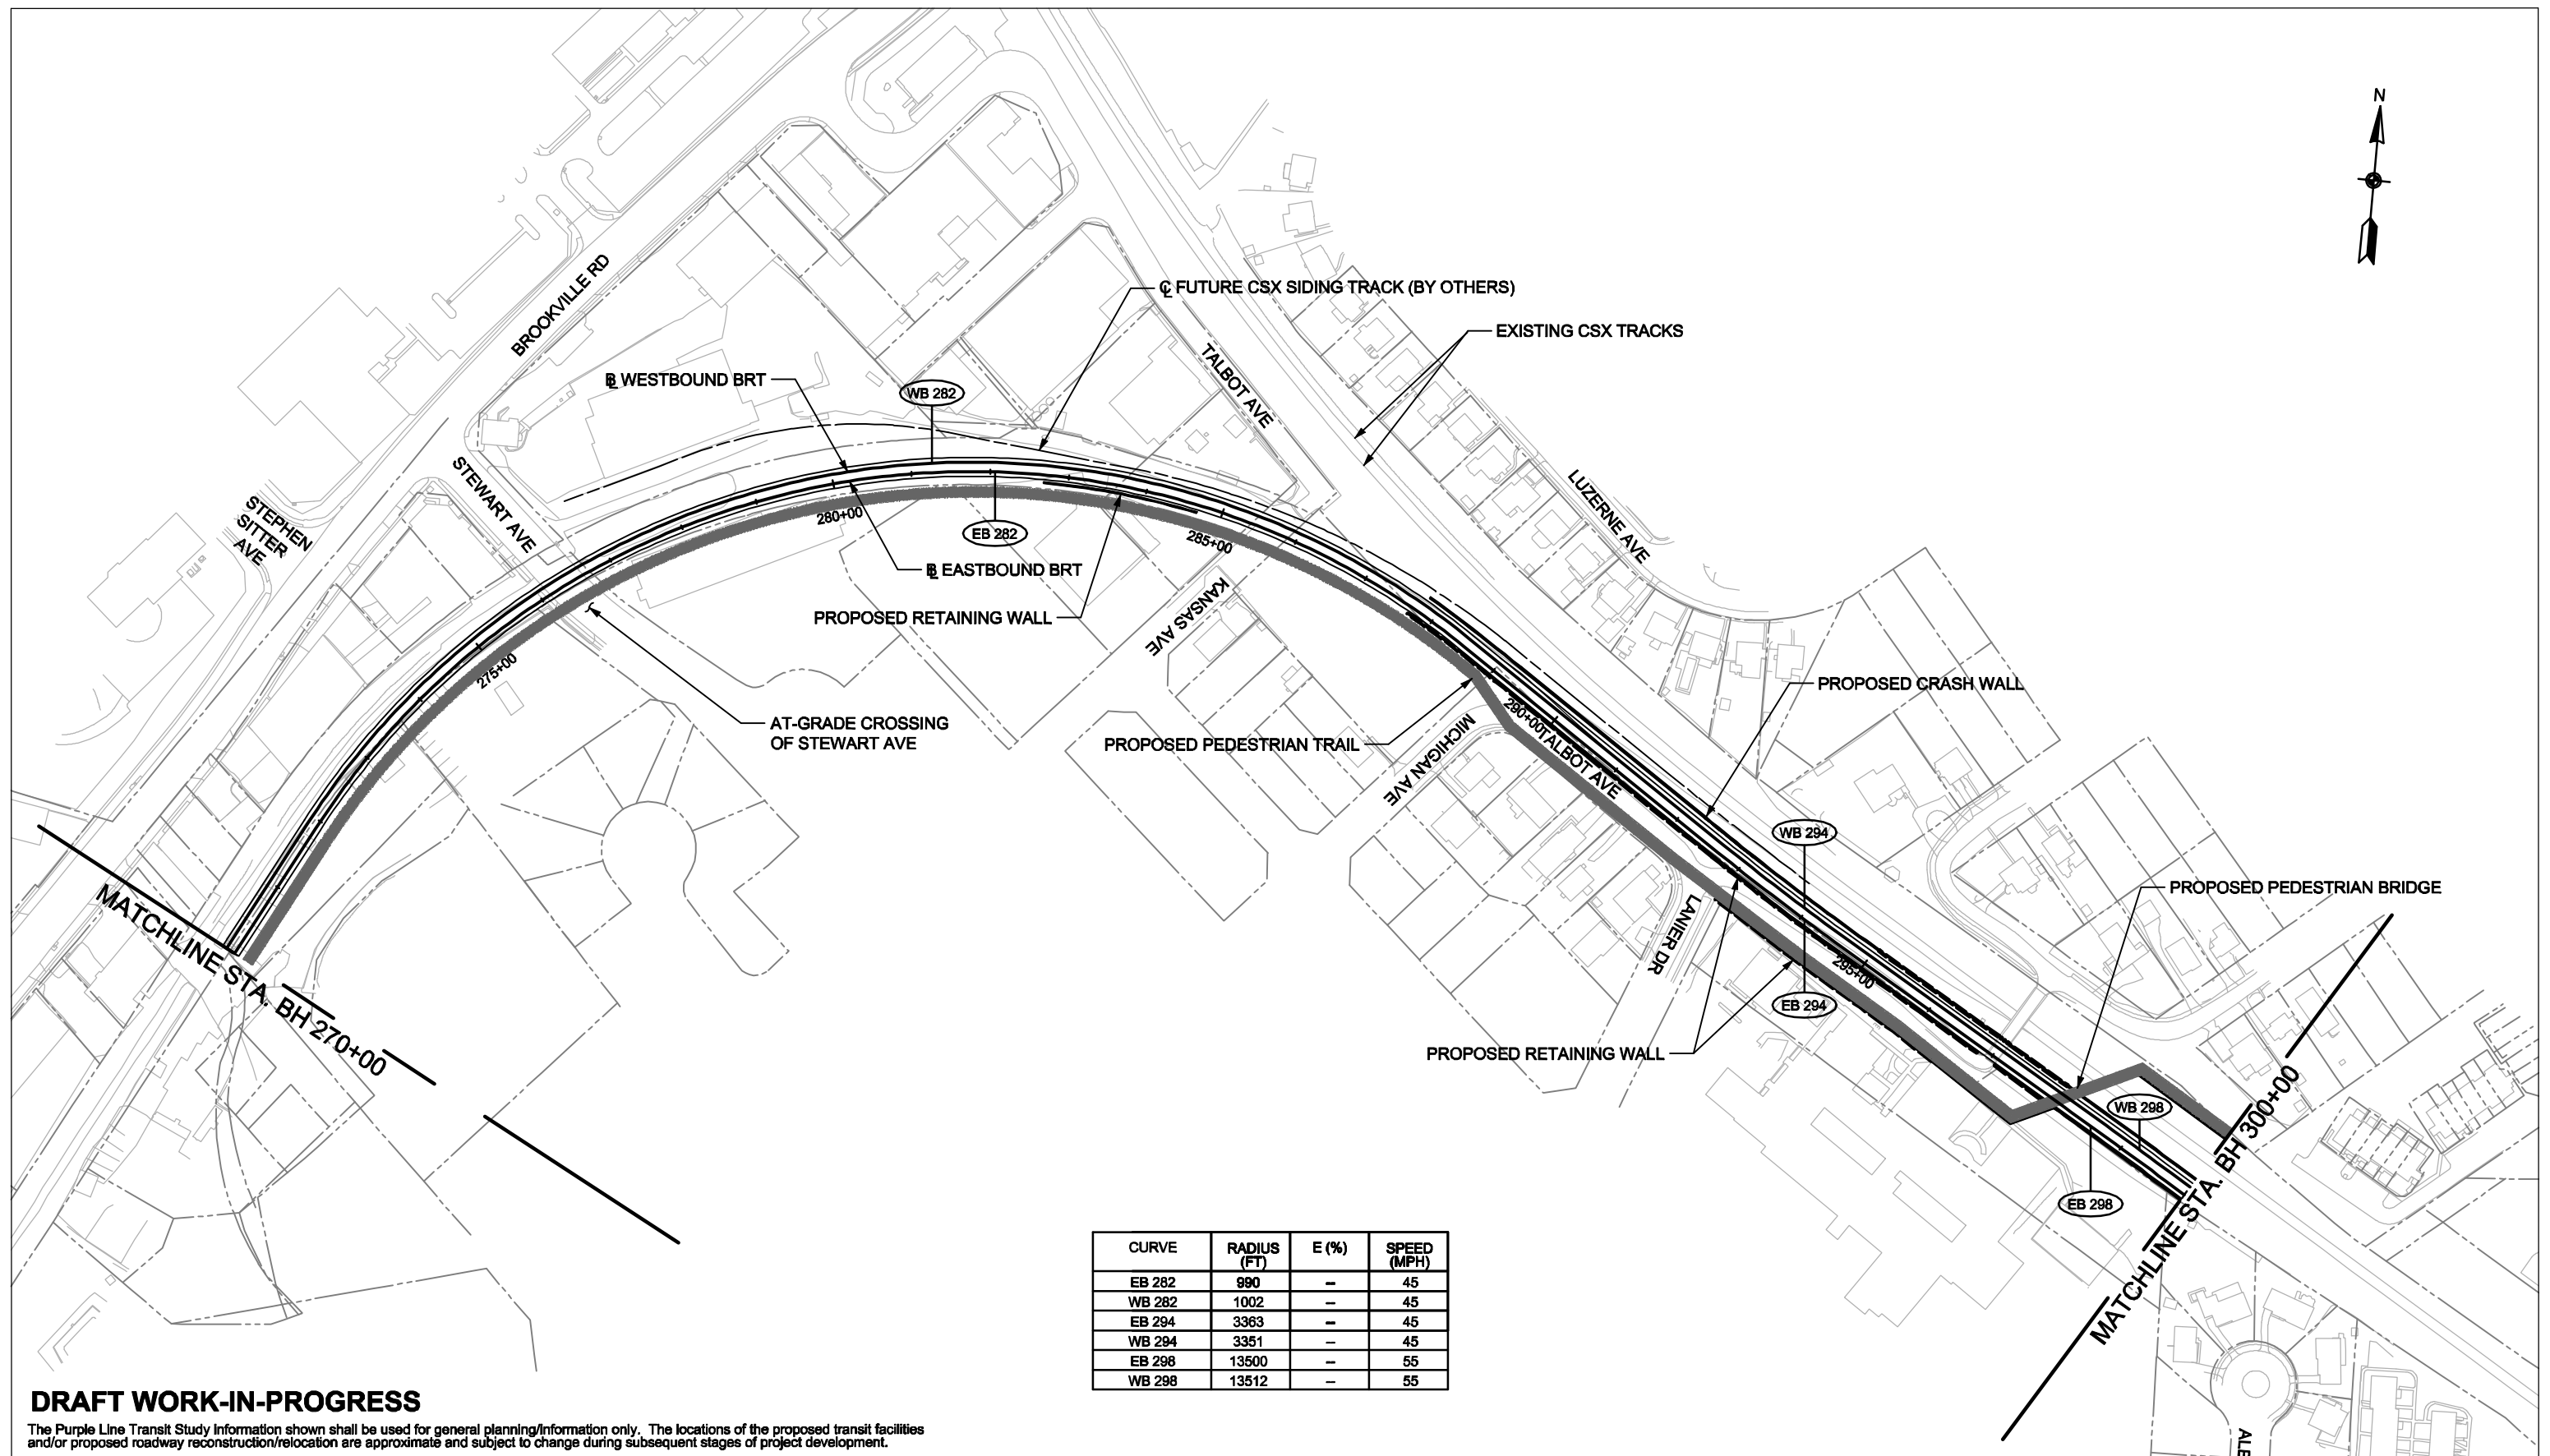 N
BROOKVILLE RD
℄ FUTURE CSX SIDING TRACK (BY OTHERS)
EXISTING CSX TRACKS
TALBOT AVE
WESTBOUND BRT
WB 282
STEWART AVE
STEPHEN
SITTER
AVE
LUZERNE AVE
280+00
EB 282
285+00
EASTBOUND BRT
KANSAS AVE
PROPOSED RETAINING WALL
275+00
PROPOSED CRASH WALL
AT-GRADE CROSSING
OF STEWART AVE
290+00
TALBOT AVE
PROPOSED PEDESTRIAN TRAIL
MICHIGAN AVE
WB 294
PROPOSED PEDESTRIAN BRIDGE
LANIER DR
MATCHLINE STA. BH 270+00
295+00
EB 294
PROPOSED RETAINING WALL
WB 298
EB 298
MATCHLINE STA. BH 300+00
CURVE RADIUS (FT) E (%) SPEED (MPH)
EB 282 990 -- 45
WB 282 1002 -- 45
EB 294 3363 -- 45
WB 294 3351 -- 45
EB 298 13500 -- 55
WB 298 13512 -- 55
DRAFT WORK-IN-PROGRESS
The Purple Line Transit Study information shown shall be used for general planning/information only. The locations of the proposed transit facilities
and/or proposed roadway reconstruction/relocation are approximate and subject to change during subsequent stages of project development.